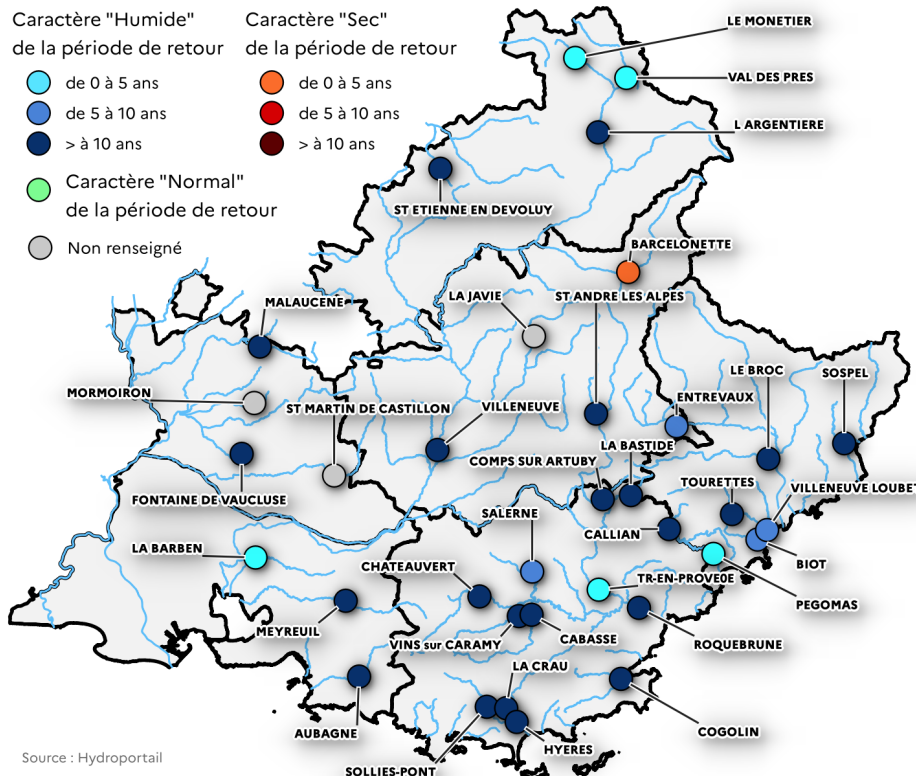 Caractère "Humide"
de la période de retour
de 0 à 5 ans
de 5 à 10 ans
> à 10 ans
Caractère "Sec"
de la période de retour
de 0 à 5 ans
de 5 à 10 ans
> à 10 ans
Caractère "Normal"
de la période de retour
Non renseigné
LE MONETIER
VAL DES PRES
L ARGENTIERE
ST ETIENNE EN DEVOLUY
BARCELONETTE
LA JAVIE
ST ANDRE LES ALPES
MALAUCENE
MORMOIRON
ST MARTIN DE CASTILLON
VILLENEUVE
LE BROC
SOSPEL
ENTREVAUX
LA BASTIDE
COMPS SUR ARTUBY
TOURETTES
VILLENEUVE LOUBET
FONTAINE DE VAUCLUSE
SALERNE
CALLIAN
LA BARBEN
BIOT
CHATEAUVERT
TR-EN-PROVE0E
PEGOMAS
MEYREUIL
VINS sur CARAMY
CABASSE
ROQUEBRUNE
LA CRAU
AUBAGNE
COGOLIN
HYERES
SOLLIES-PONT
Source : Hydroportail